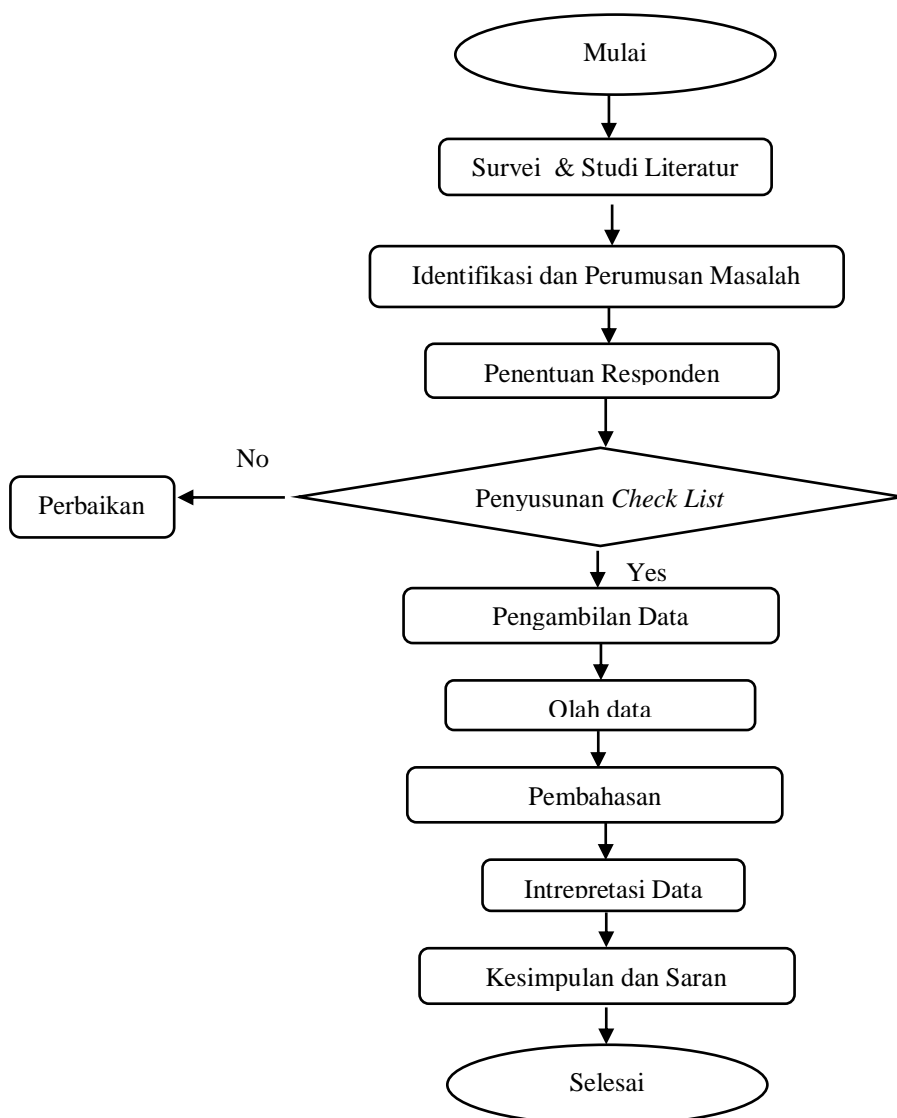 Mulai
Survei & Studi Literatur
Identifikasi dan Perumusan Masalah
Penentuan Responden
No
Perbaikan
Penyusunan Check List
Yes
Pengambilan Data
Olah data
Pembahasan
Intrepretasi Data
Kesimpulan dan Saran
Selesai